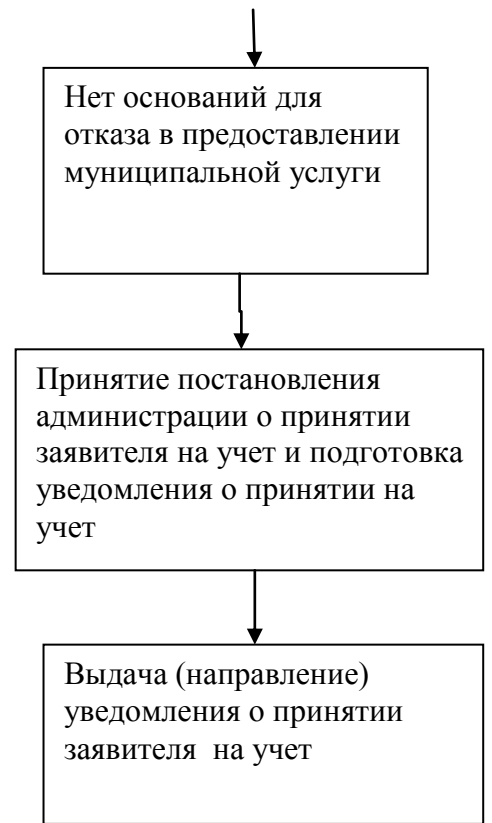 Нет оснований для
отказа в предоставлении
муниципальной услуги
Принятие постановления
администрации о принятии
заявителя на учет и подготовка
уведомления о принятии на
учет
Выдача (направление)
уведомления о принятии
заявителя  на учет